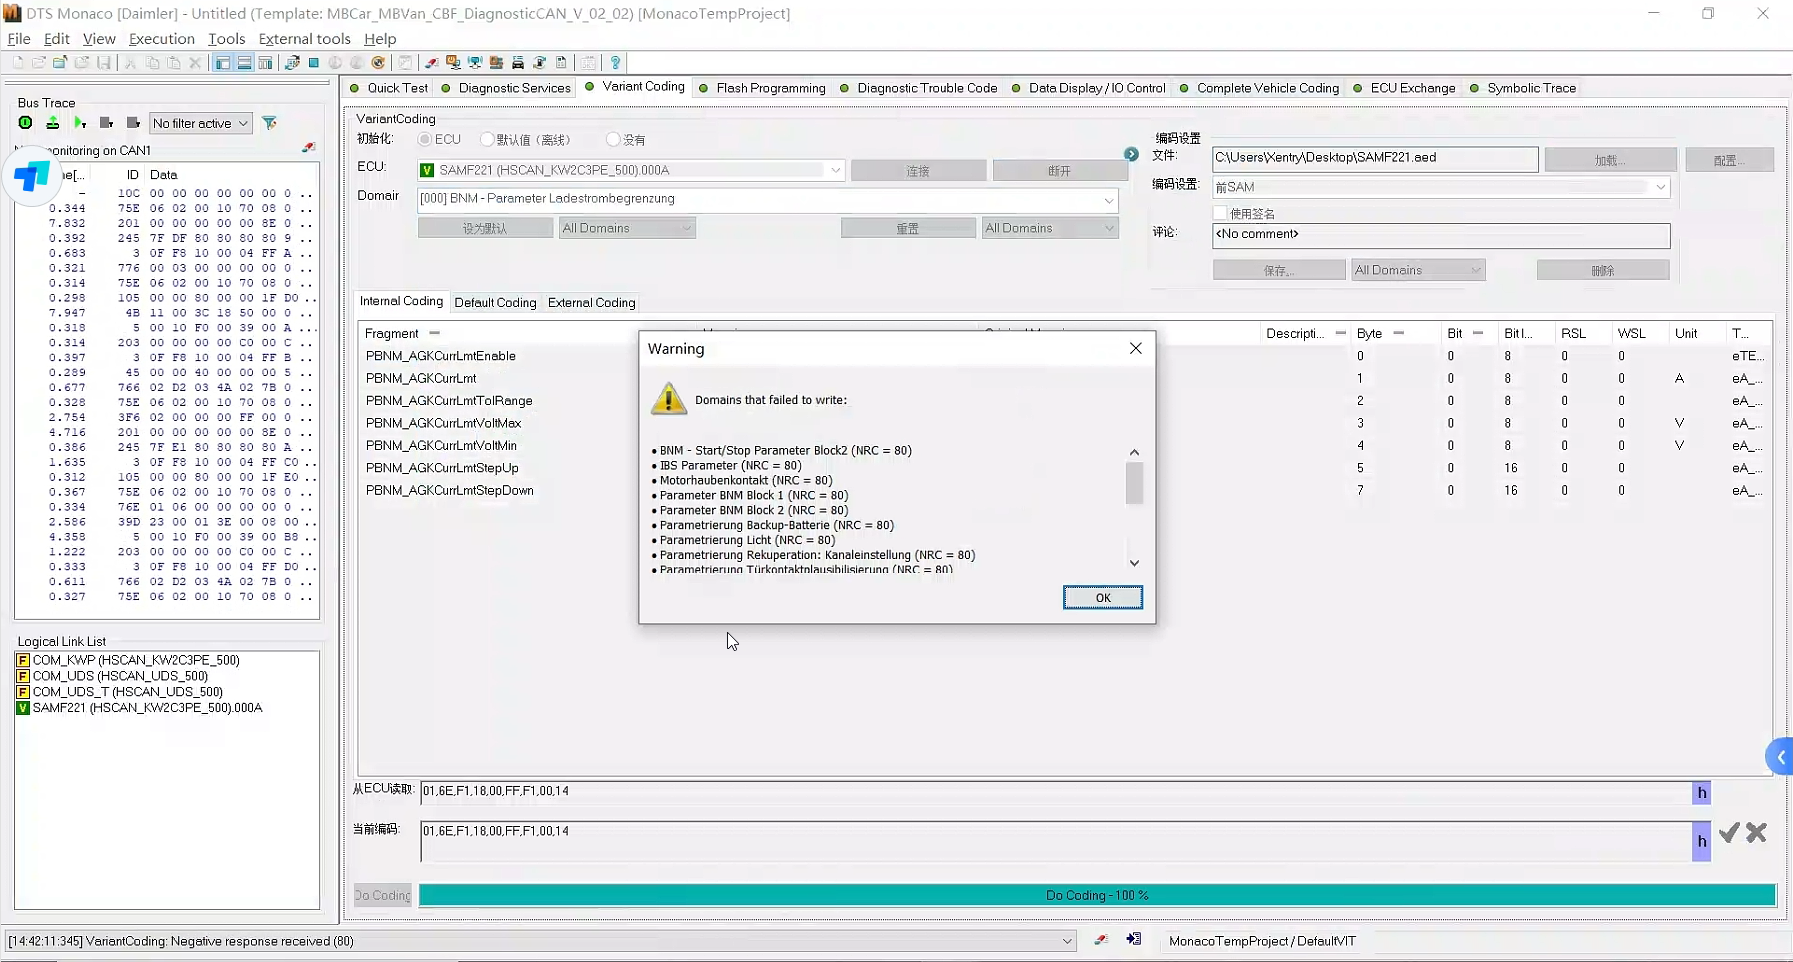 DTS Monaco [Daimler] - Untitled (Template: MBCar_MBVan_CBF_DiagnosticCAN_V_02_02) [MonacoTempProject]
File Edit View Execution Tools External tools Help
Quick Test Diagnostic Services Variant Coding Flash Programming Diagnostic Trouble Code Data Display / IO Control Complete Vehicle Coding ECU Exchange Symbolic Trace
Bus Trace
No filter active
monitoring on CAN1
ID Data
- 10C 00 00 00 00 00 0 ..
0.344 75E 06 02 00 10 70 08 0 ..
7.832 201 00 00 00 00 00 8E 0 ..
0.392 245 7F DF 80 80 80 80 9 ..
0.683 3 0F F8 10 00 04 FF A ..
0.321 776 00 03 00 00 00 00 0 ..
0.314 75E 06 02 00 10 70 08 0 ..
0.298 105 00 00 80 00 00 1F D0 ..
7.947 4B 11 00 3C 18 50 00 0 ..
0.318 5 00 10 F0 00 39 00 A ...
0.314 203 00 00 00 00 C0 00 C ..
0.397 3 0F F8 10 00 04 FF B ..
0.289 45 00 00 40 00 00 00 5 ..
0.677 766 02 D2 03 4A 02 7B 0 ..
0.328 75E 06 02 00 10 70 08 0 ..
2.754 3F6 02 00 00 00 FF 00 0 ..
4.716 201 00 00 00 00 00 8E 0 ..
0.386 245 7F E1 80 80 80 80 A ..
1.635 3 0F F8 10 00 04 FF C0 ..
0.312 105 00 00 80 00 00 1F E0 ..
0.367 75E 06 02 00 10 70 08 0 ..
0.334 76E 01 06 00 00 00 00 0 ..
2.586 39D 23 00 01 3E 00 08 00 ..
4.358 5 00 10 F0 00 39 00 B8 ..
1.222 203 00 00 00 00 C0 00 C ..
0.333 3 0F F8 10 00 04 FF D0 ..
0.611 766 02 D2 03 4A 02 7B 0 ..
0.327 75E 06 02 00 10 70 08 0 ..
Logical Link List
F COM_KWP (HSCAN_KW2C3PE_500)
F COM_UDS (HSCAN_UDS_500)
F COM_UDS_T (HSCAN_UDS_500)
V SAMF221 (HSCAN_KW2C3PE_500).000A
VariantCoding
初始化: ECU 默认值（离线） 没有
ECU: V SAMF221 (HSCAN_KW2C3PE_500).000A 连接 断开
Domair [000] BNM - Parameter Ladestrombegrenzung
设为默认 All Domains 重置 All Domains
编码设置
文件: C:\Users\Xentry\Desktop\SAMF221.aed 加载... 配置...
编码设置: 前SAM
使用签名
评论: <No comment>
保存... All Domains 删除
Internal Coding Default Coding External Coding
Fragment Descripti... Byte Bit Bit l... RSL WSL Unit T...
PBNM_AGKCurrLmtEnable 0 0 8 0 0 eTE...
PBNM_AGKCurrLmt 1 0 8 0 0 A eA_...
PBNM_AGKCurrLmtTolRange 2 0 8 0 0 eA_...
PBNM_AGKCurrLmtVoltMax 3 0 8 0 0 V eA_...
PBNM_AGKCurrLmtVoltMin 4 0 8 0 0 V eA_...
PBNM_AGKCurrLmtStepUp 5 0 16 0 0 eA_...
PBNM_AGKCurrLmtStepDown 7 0 16 0 0 eA_...
Warning
Domains that failed to write:
• BNM - Start/Stop Parameter Block2 (NRC = 80)
• IBS Parameter (NRC = 80)
• Motorhaubenkontakt (NRC = 80)
• Parameter BNM Block 1 (NRC = 80)
• Parameter BNM Block 2 (NRC = 80)
• Parametrierung Backup-Batterie (NRC = 80)
• Parametrierung Licht (NRC = 80)
• Parametrierung Rekuperation: Kanaleinstellung (NRC = 80)
• Parametrierung Türkontaktplausibilisierung (NRC = 80)
OK
从ECU读取: 01,6E,F1,18,00,FF,F1,00,14 h
当前编码: 01,6E,F1,18,00,FF,F1,00,14 h
Do Coding Do Coding - 100 %
[14:42:11:345] VariantCoding: Negative response received (80) MonacoTempProject / DefaultVIT